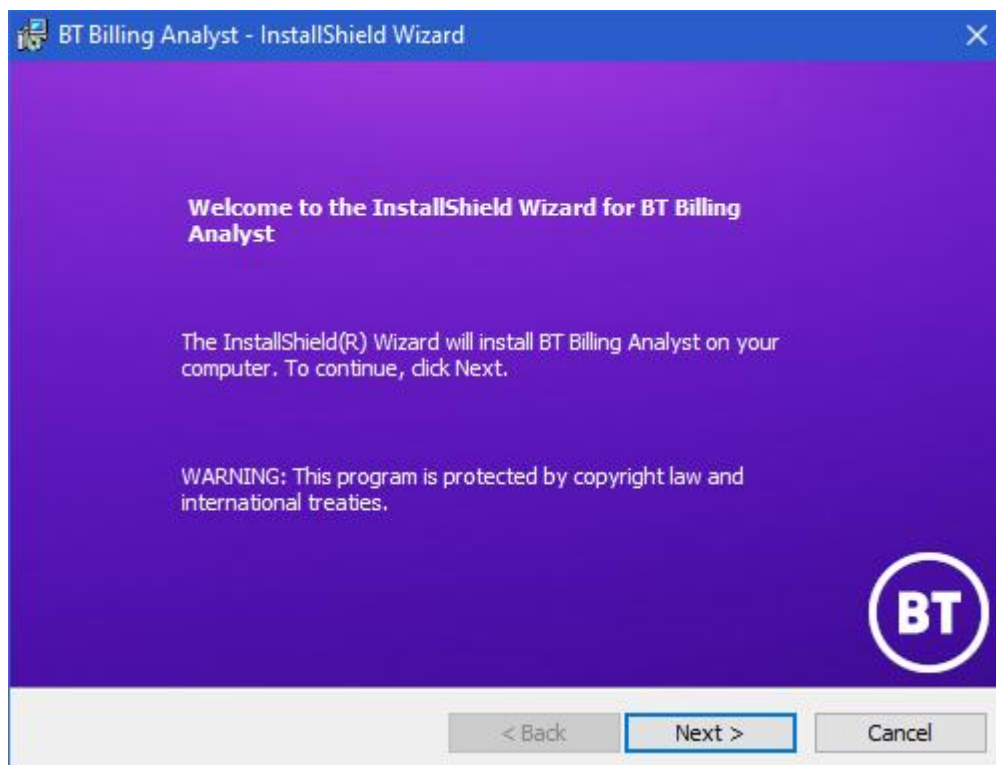 BT Billing Analyst - InstallShield Wizard
Welcome to the InstallShield Wizard for BT Billing
Analyst
The InstallShield(R) Wizard will install BT Billing Analyst on your
computer. To continue, click Next.
WARNING: This program is protected by copyright law and
international treaties.
BT
< Back Next > Cancel